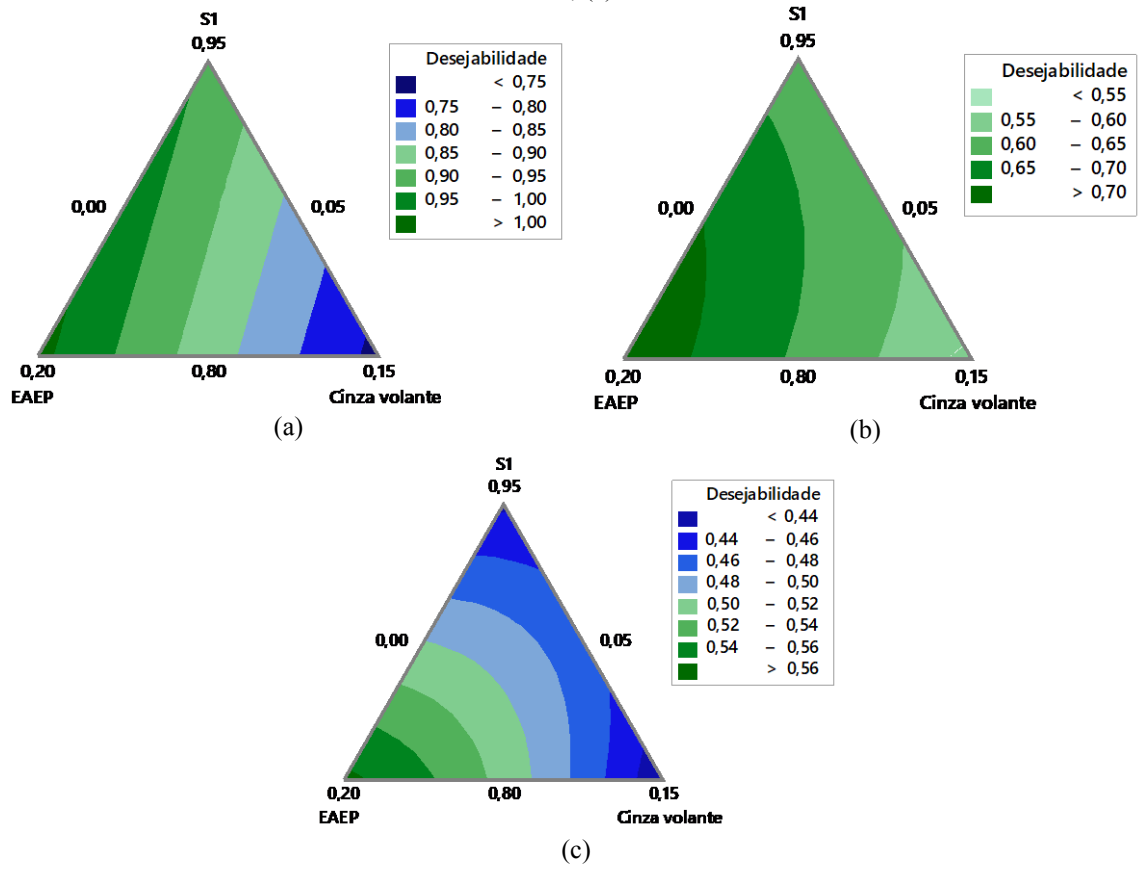 S1
0,95
0,00
0,05
0,20
0,80
0,15
EAEP
Cinza volante
Desejabilidade
< 0,75
0,75 – 0,80
0,80 – 0,85
0,85 – 0,90
0,90 – 0,95
0,95 – 1,00
> 1,00
(a)
S1
0,95
0,00
0,05
0,20
0,80
0,15
EAEP
Cinza volante
Desejabilidade
< 0,55
0,55 – 0,60
0,60 – 0,65
0,65 – 0,70
> 0,70
(b)
S1
0,95
0,00
0,05
0,20
0,80
0,15
EAEP
Cinza volante
Desejabilidade
< 0,44
0,44 – 0,46
0,46 – 0,48
0,48 – 0,50
0,50 – 0,52
0,52 – 0,54
0,54 – 0,56
> 0,56
(c)